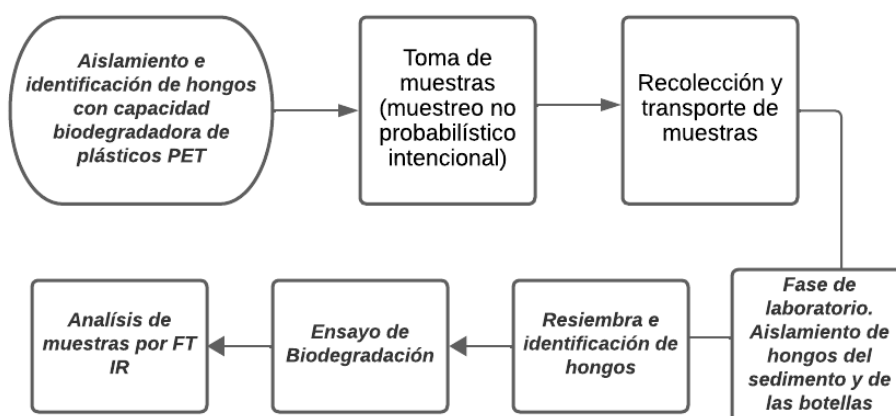 Aislamiento e
identificación de hongos
con capacidad
biodegradadora de
plásticos PET
Toma de
muestras
(muestreo no
probabilístico
intencional)
Recolección y
transporte de
muestras
Fase de
laboratorio.
Aislamiento de
hongos del
sedimento y de
las botellas
Resiembra e
identificación de
hongos
Ensayo de
Biodegradación
Analísis de
muestras por FT
IR